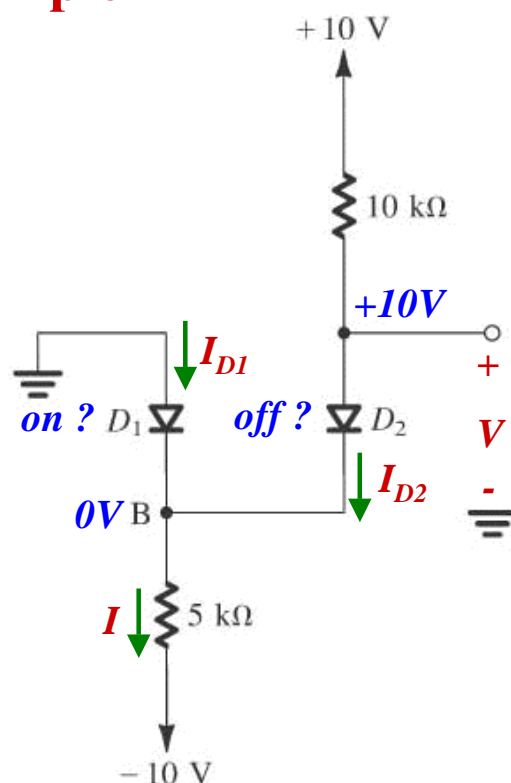 +10 V
10 kΩ
+10V
I_D1
+
on ? D₁
off ? D₂
V
I_D2
-
0V B
I 5 kΩ
−10 V